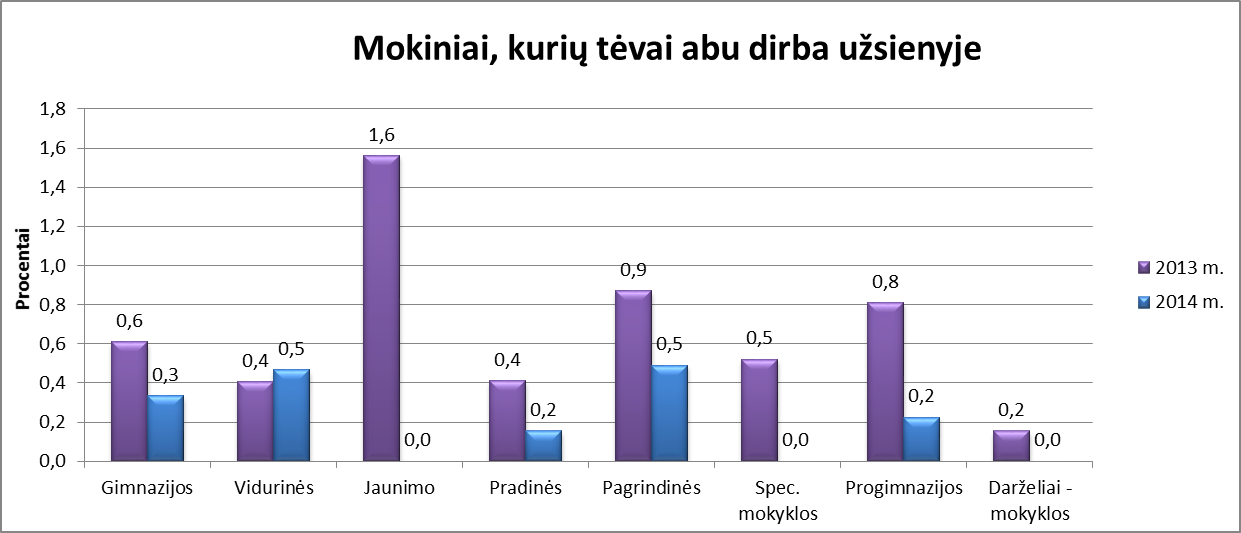 Mokiniai, kurių tėvai abu dirba užsienyje
Procentai
1,8
1,6
1,4
1,2
1,0
0,8
0,6
0,4
0,2
0,0
0,6
0,3
0,4
0,5
1,6
0,0
0,4
0,2
0,9
0,5
0,5
0,0
0,8
0,2
0,2
0,0
Gimnazijos
Vidurinės
Jaunimo
Pradinės
Pagrindinės
Spec.
mokyklos
Progimnazijos
Darželiai -
mokyklos
2013 m.
2014 m.